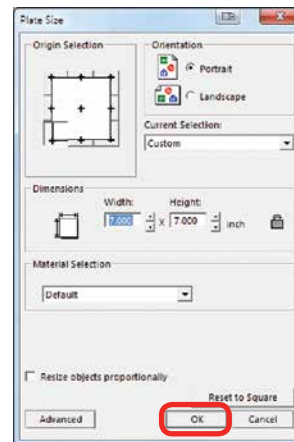 Plate Size
Origin Selection
Orientation
Portrait
Landscape
Current Selection:
Custom
Dimensions
Width: Height:
7.000 x 7.000 inch
Material Selection
Default
Resize objects proportionally
Reset to Square
Advanced OK Cancel